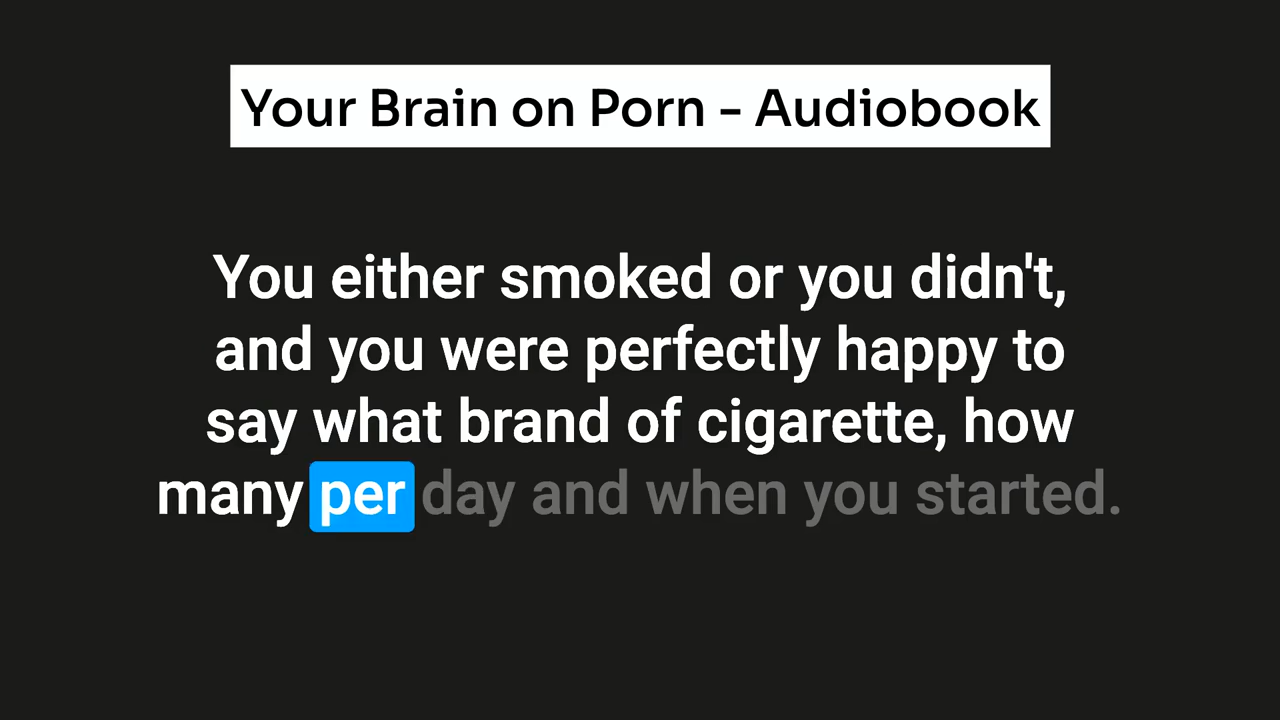 Your Brain on Porn - Audiobook
You either smoked or you didn't,
and you were perfectly happy to
say what brand of cigarette, how
many per day and when you started.